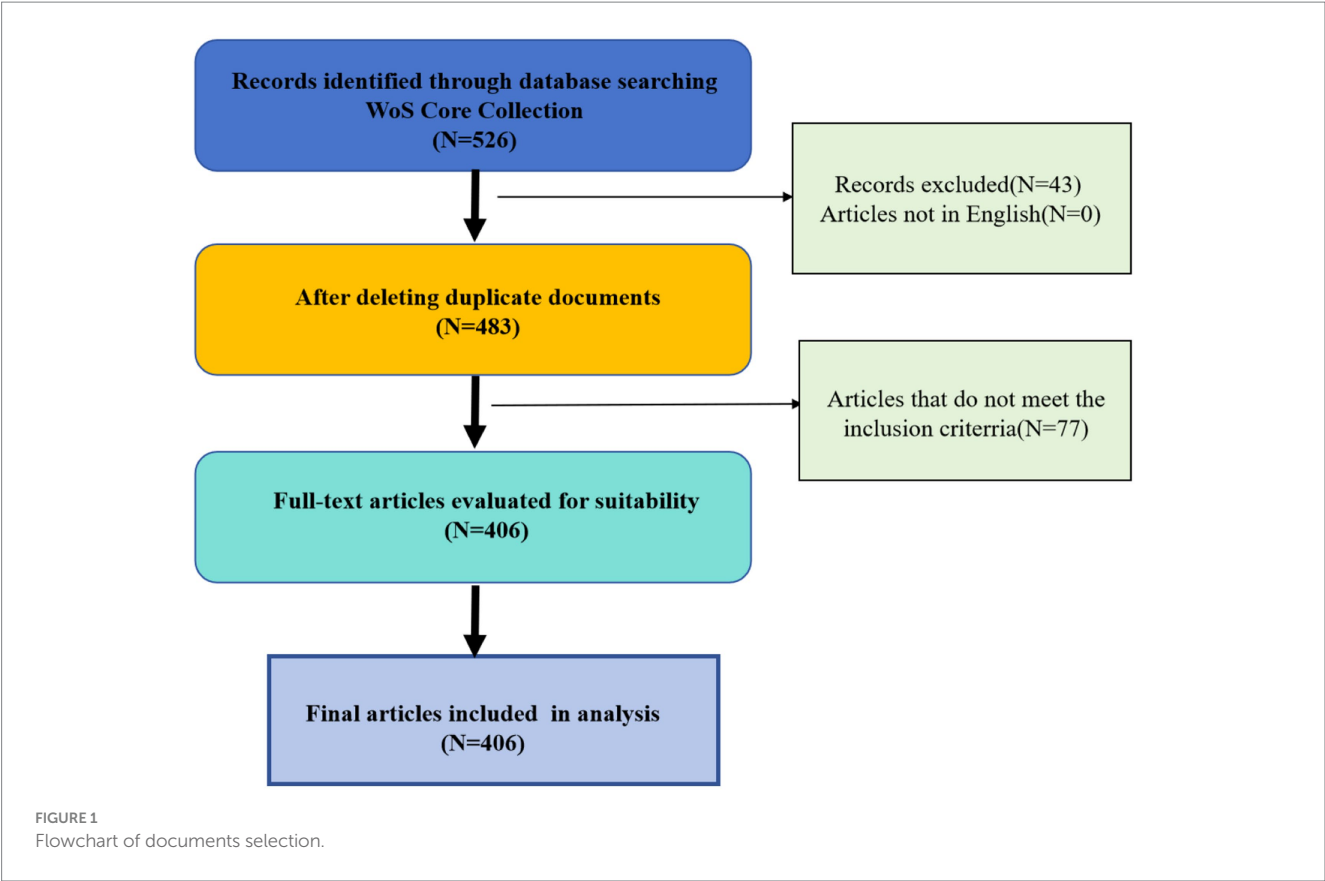 Records identified through database searching
WoS Core Collection
(N=526)
Records excluded(N=43)
Articles not in English(N=0)
After deleting duplicate documents
(N=483)
Articles that do not meet the
inclusion criterria(N=77)
Full-text articles evaluated for suitability
(N=406)
Final articles included in analysis
(N=406)
FIGURE 1
Flowchart of documents selection.